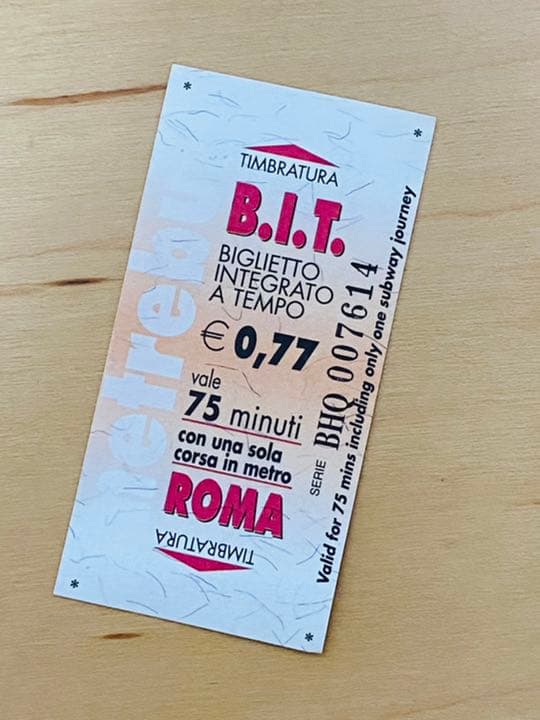 *
*
TIMBRATURA
B.I.T.
BIGLIETTO
INTEGRATO
A TEMPO
€ 0,77
vale
75 minuti
con una sola
corsa in metro
ROMA
TIMBRATURA
*
*
SERIE BHQ 007614
Valid for 75 mins including only one subway journey
metrebu